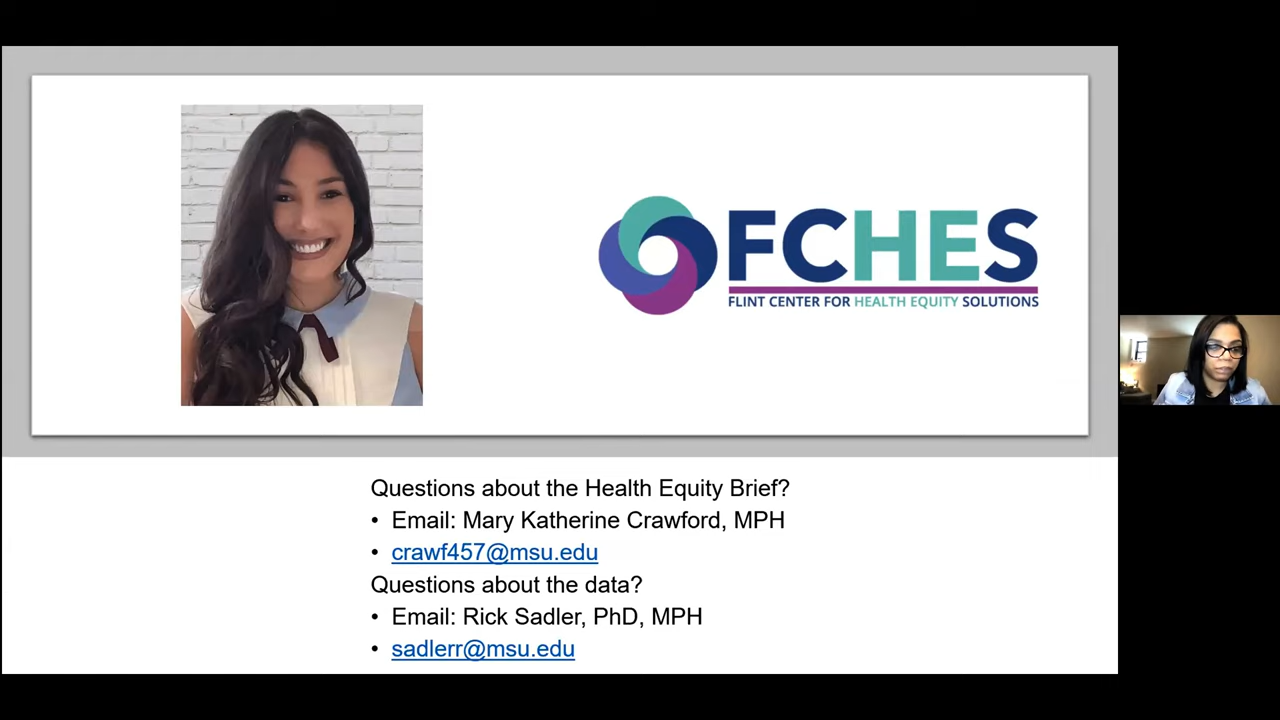 FCHES
FLINT CENTER FOR HEALTH EQUITY SOLUTIONS
Questions about the Health Equity Brief?
• Email: Mary Katherine Crawford, MPH
• crawf457@msu.edu
Questions about the data?
• Email: Rick Sadler, PhD, MPH
• sadlerr@msu.edu